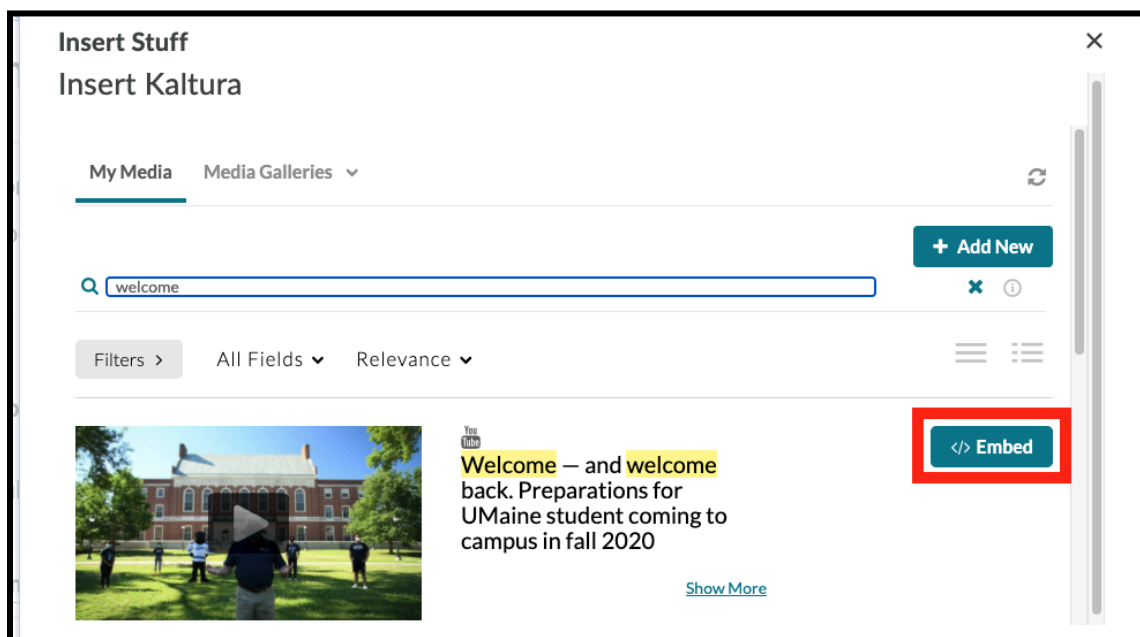 Insert Stuff
Insert Kaltura
My Media Media Galleries
+ Add New
welcome
Filters > All Fields Relevance
You
Tube
</> Embed
Welcome — and welcome
back. Preparations for
UMaine student coming to
campus in fall 2020
Show More